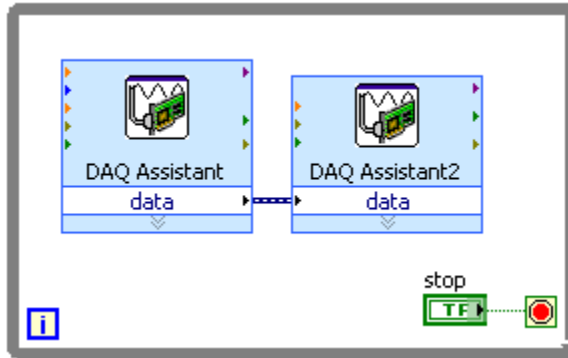 DAQ Assistant
data
DAQ Assistant2
data
stop
TF
i